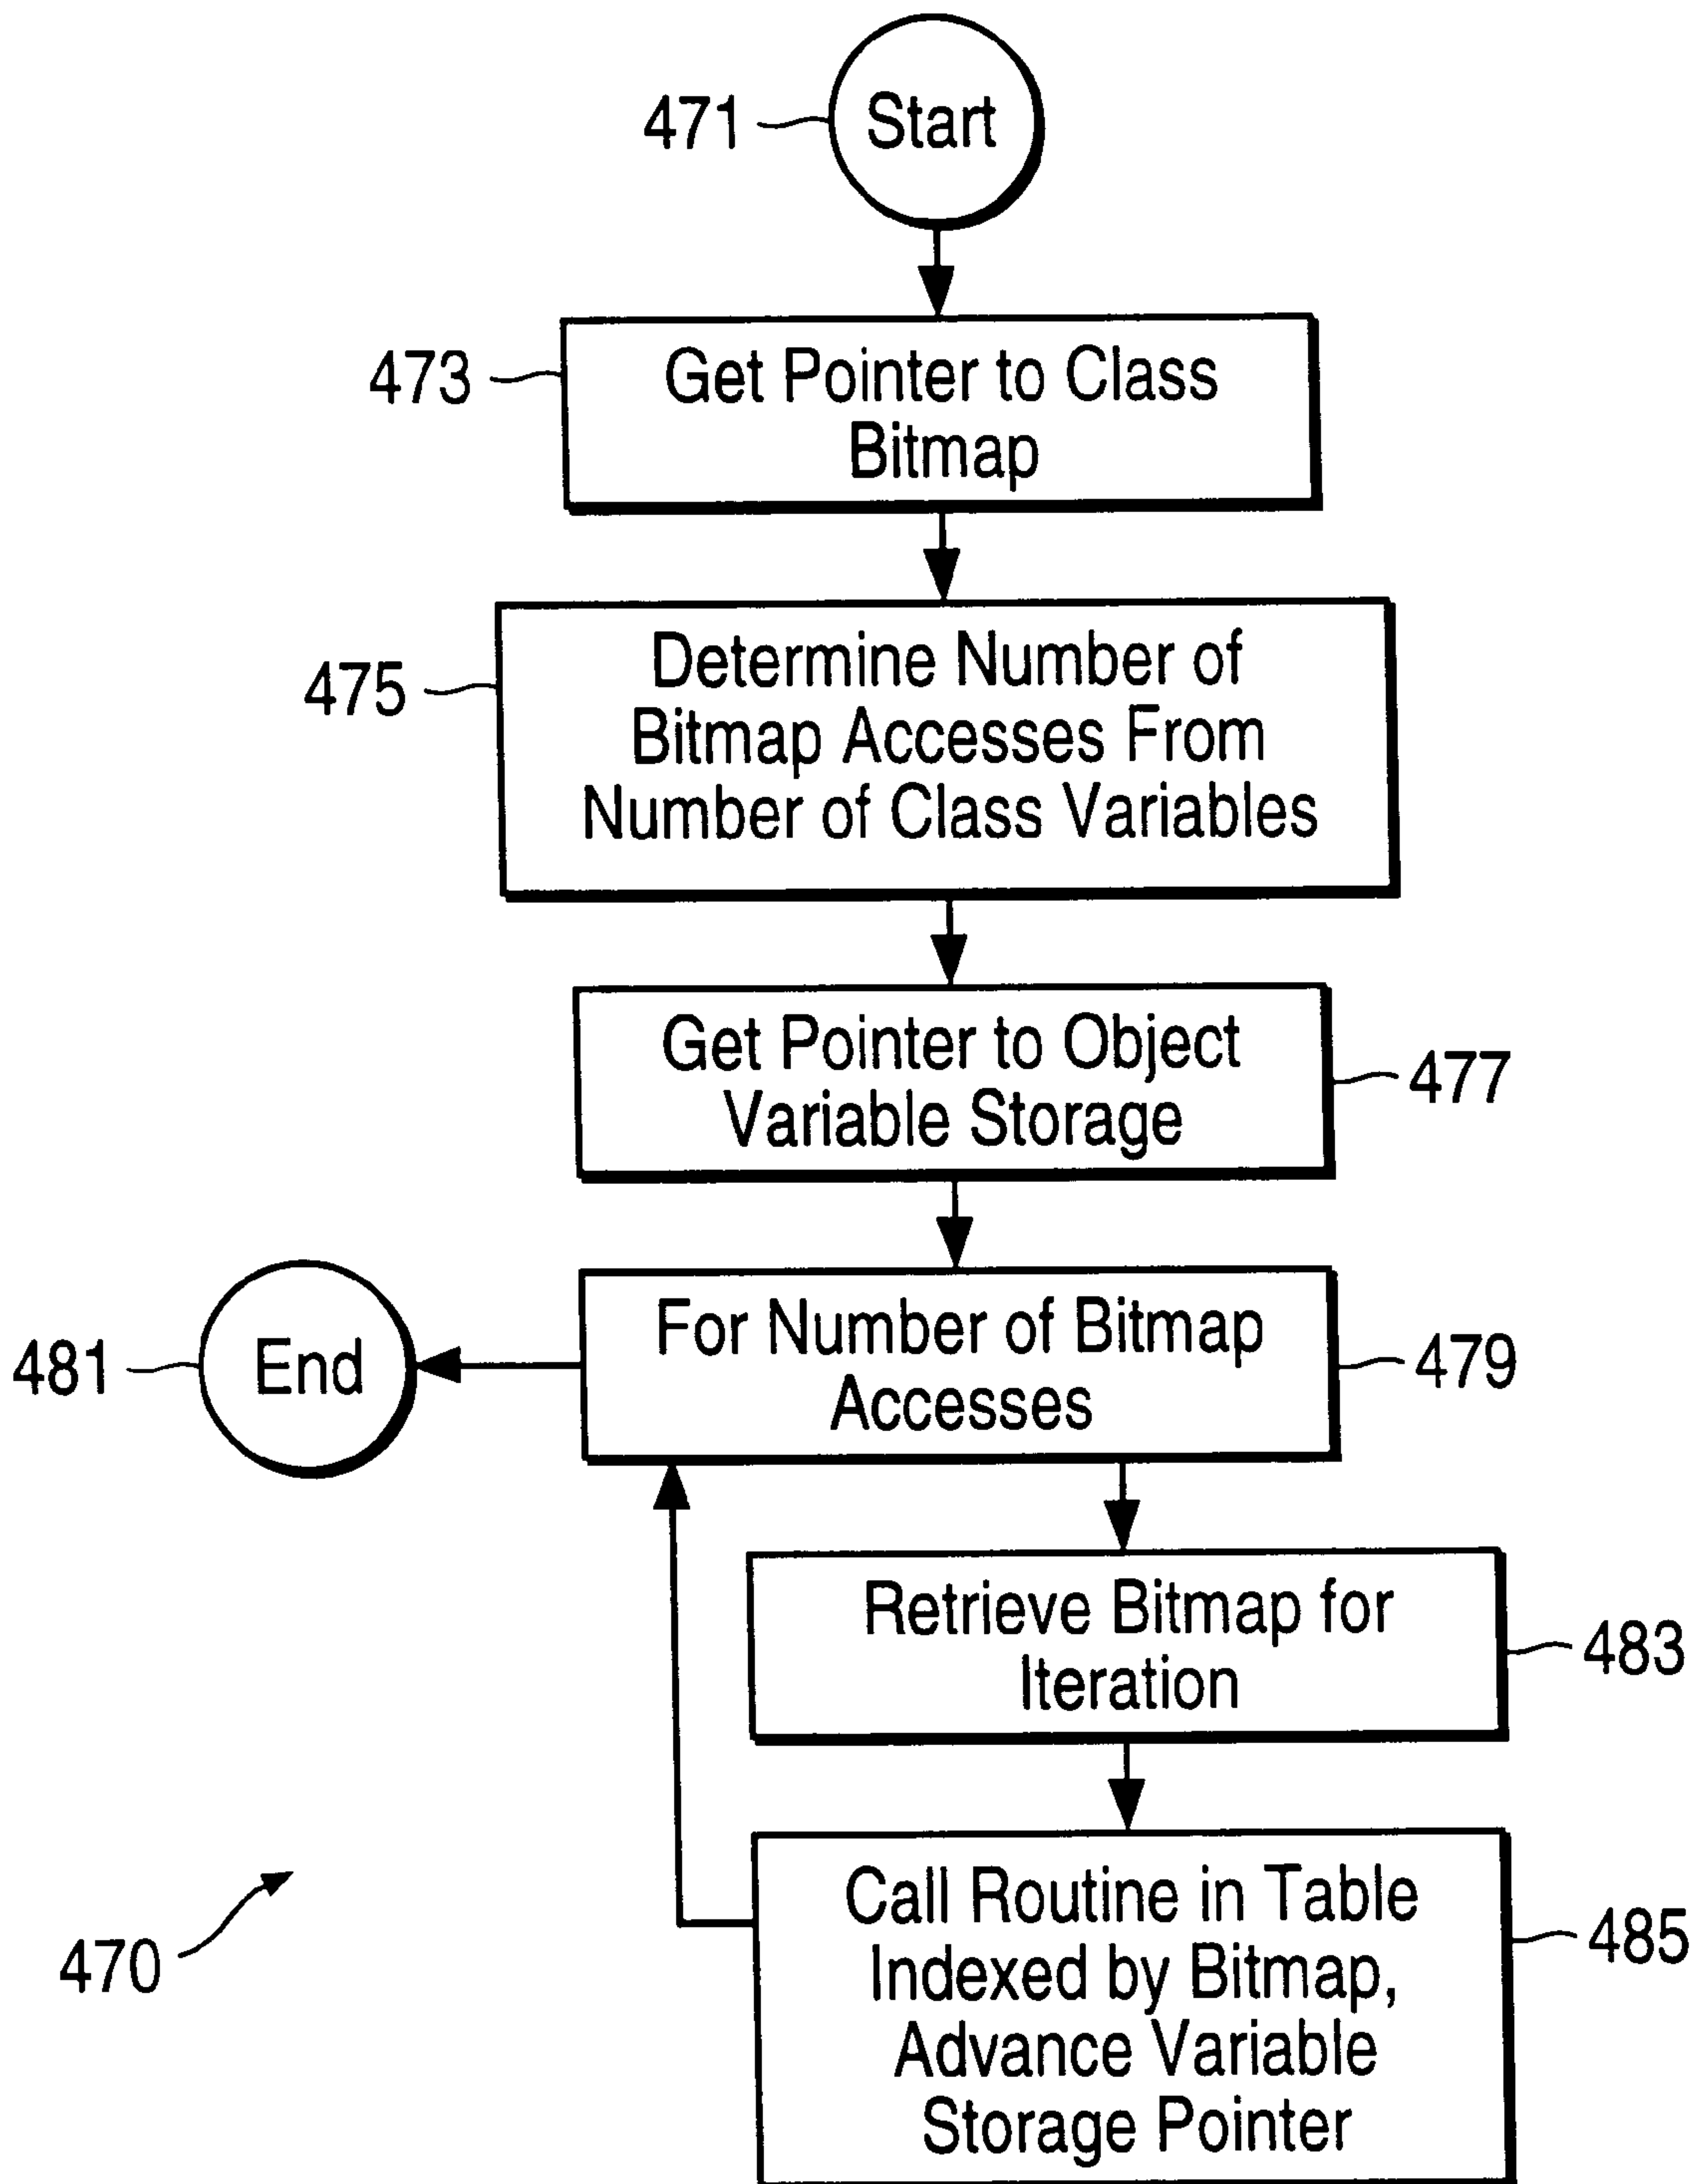 471
Start
473
Get Pointer to Class
Bitmap
475
Determine Number of
Bitmap Accesses From
Number of Class Variables
Get Pointer to Object
Variable Storage
477
481
End
For Number of Bitmap
Accesses
479
Retrieve Bitmap for
Iteration
483
Call Routine in Table
Indexed by Bitmap,
Advance Variable
Storage Pointer
485
470